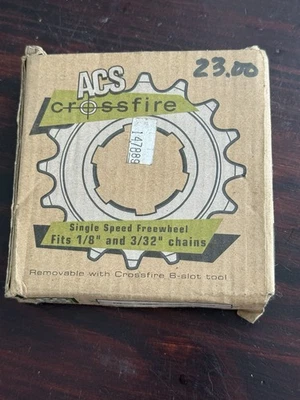 ACS
23.00
crossfire
147889
Single Speed Freewheel
Fits 1/8" and 3/32" chains
Removable with Crossfire 6-slot tool